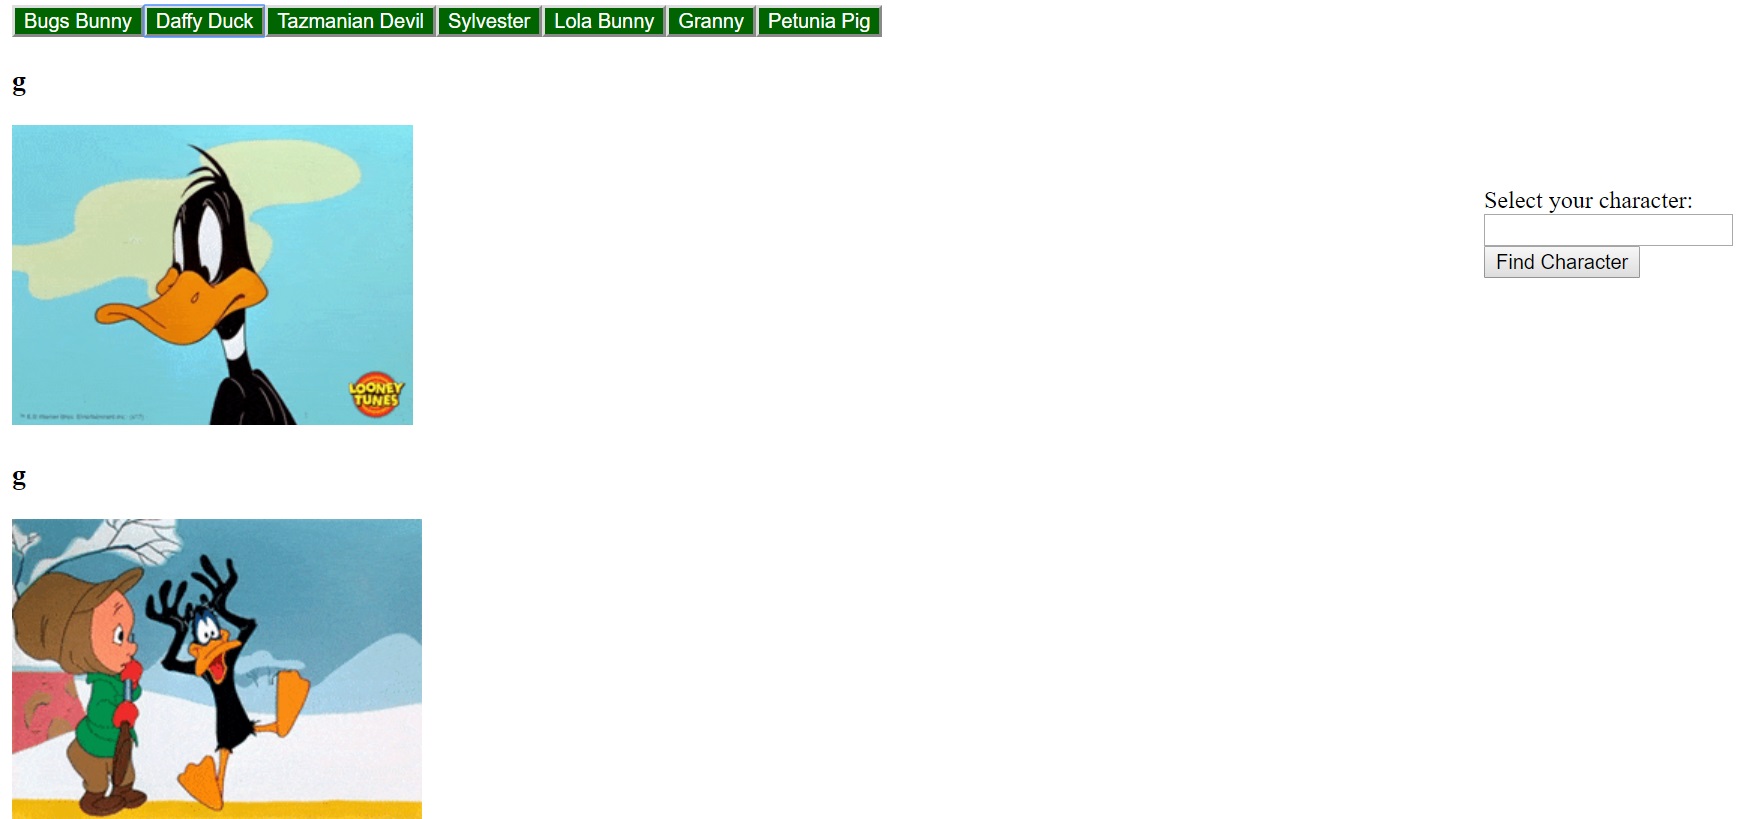 Bugs Bunny Daffy Duck Tazmanian Devil Sylvester Lola Bunny Granny Petunia Pig
g
Select your character:
Find Character
LOONEY
TUNES
g